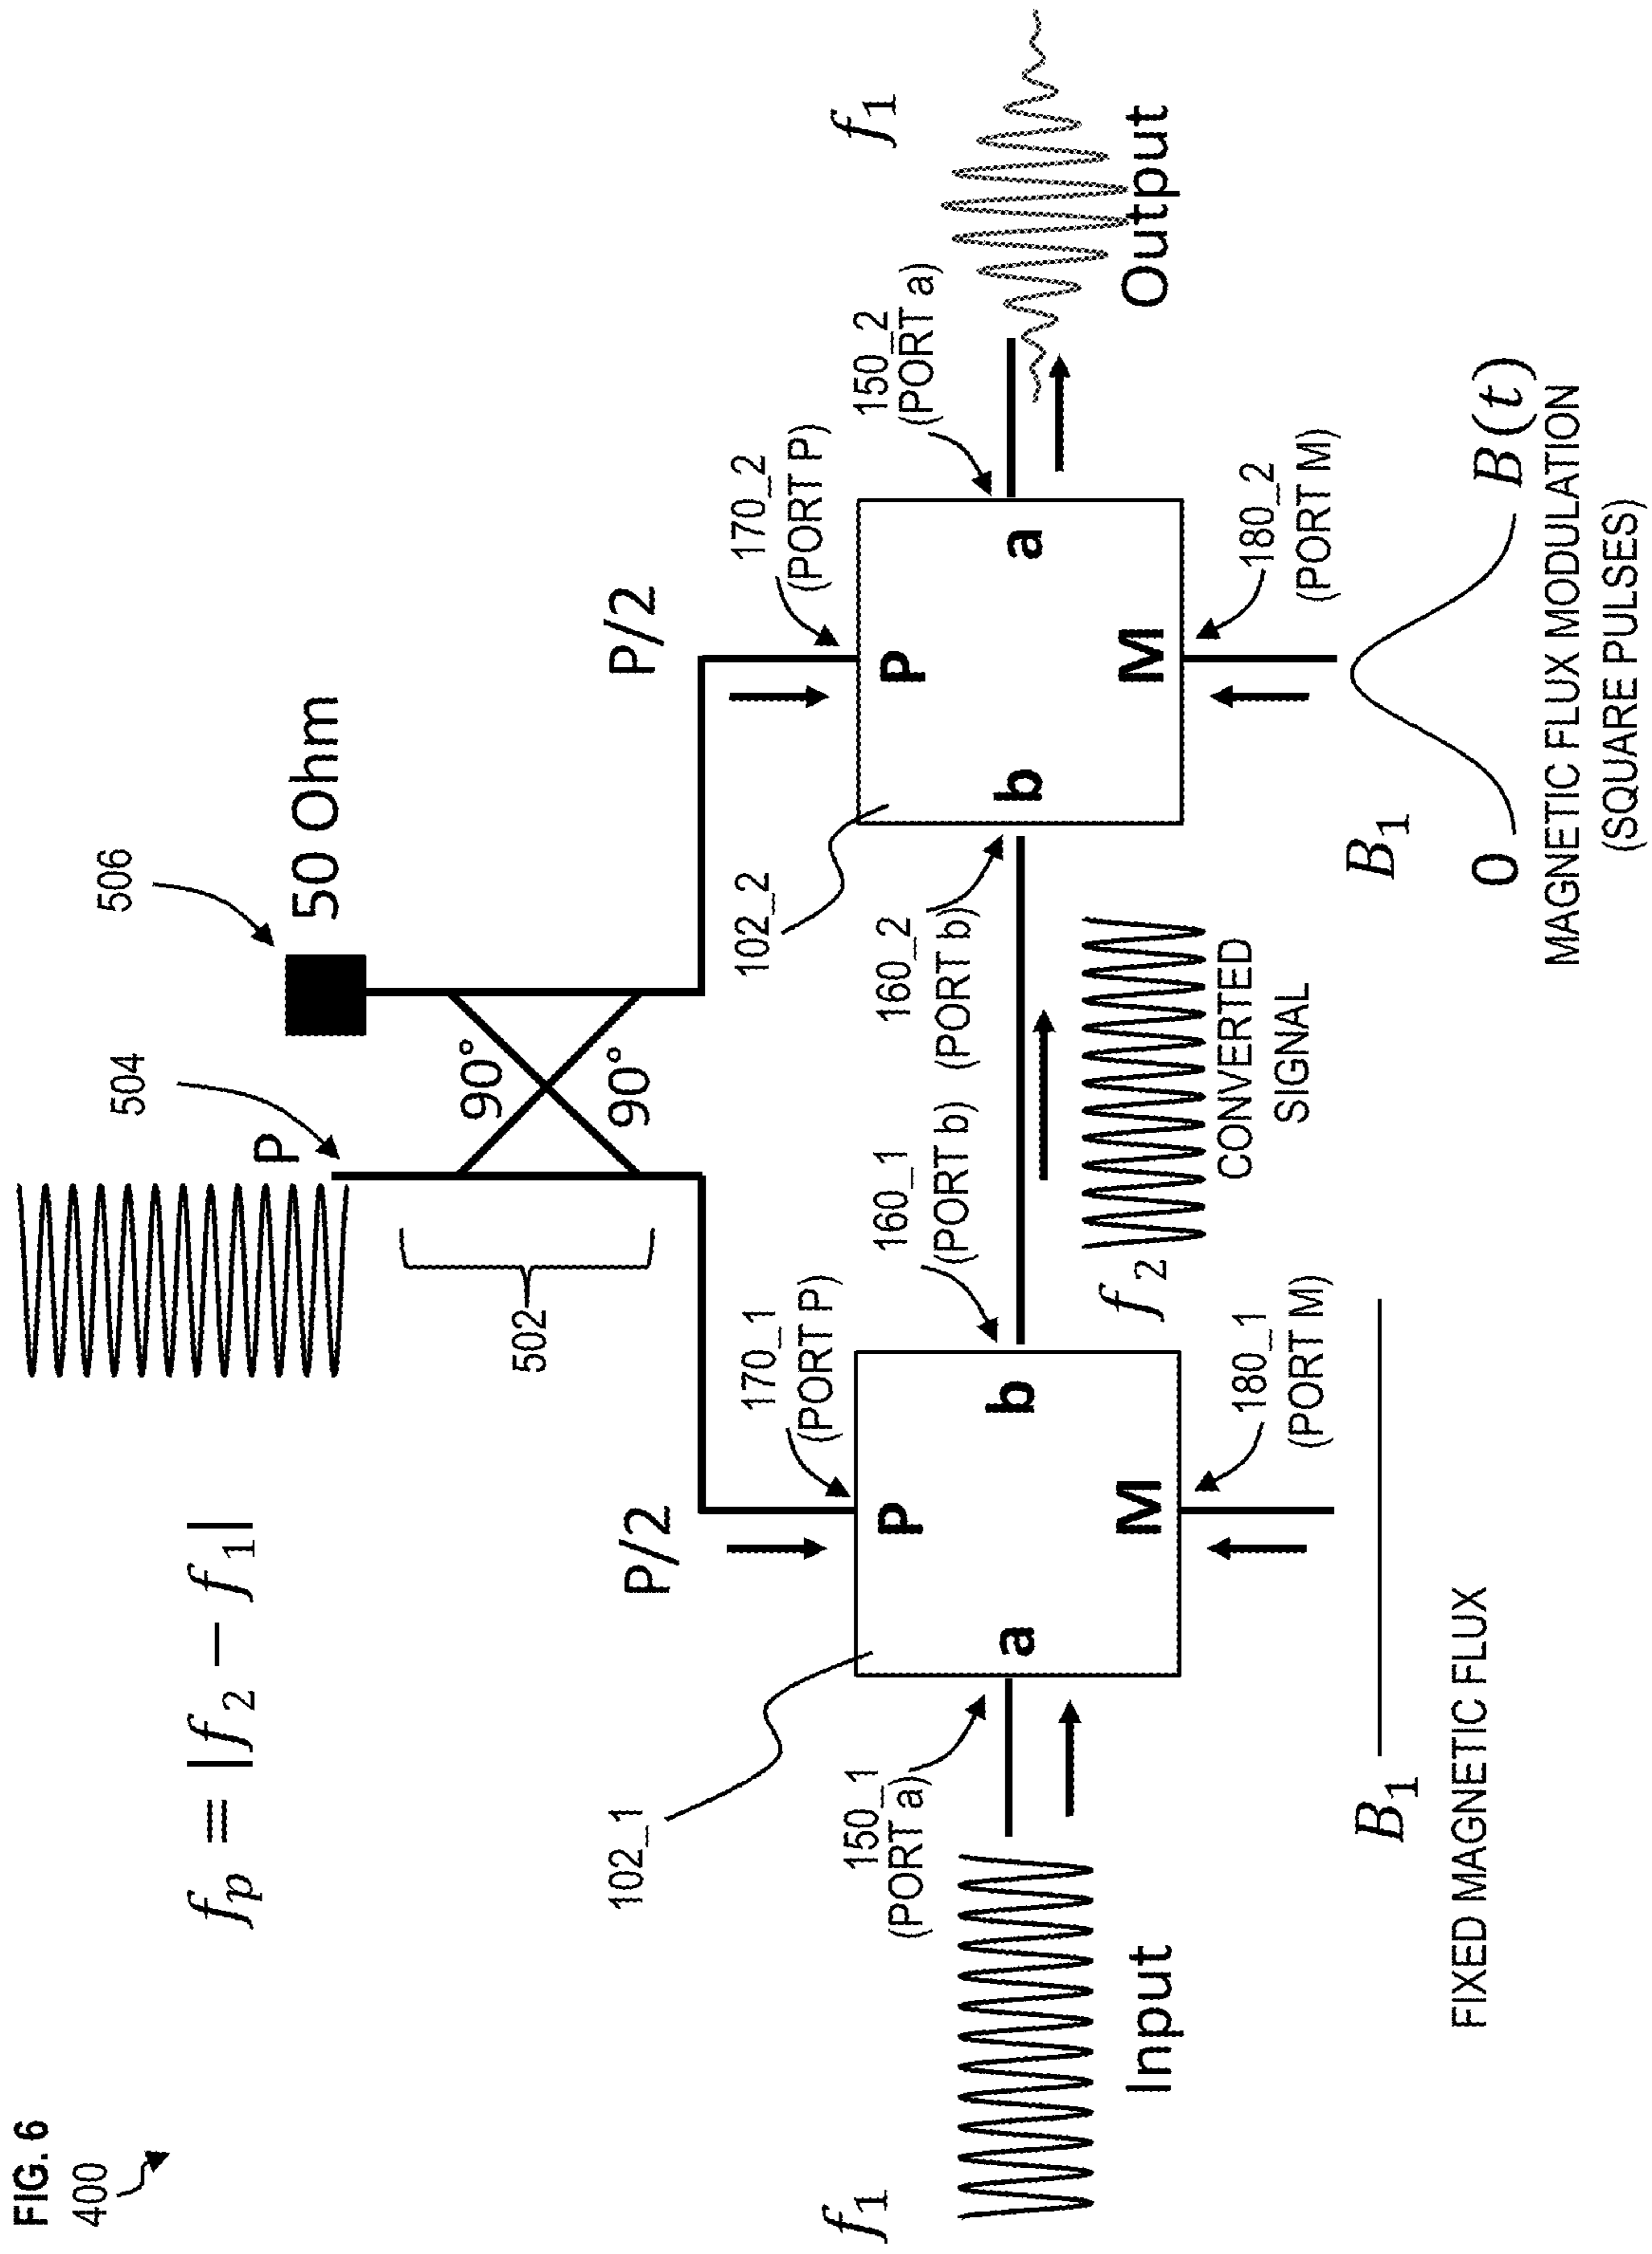 FIG. 6
400
f_p = |f_2 − f_1|
P
504
506
50 Ohm
90°
90°
502
P/2
P/2
170_1
(PORT P)
170_2
(PORT P)
102_1
102_2
f_1
Input
150_1
(PORT a)
a
P
b
M
160_1
(PORT b)
160_2
(PORT b)
f_2
CONVERTED
SIGNAL
b
P
a
M
150_2
(PORT a)
f_1
Output
180_1
(PORT M)
180_2
(PORT M)
B_1
FIXED MAGNETIC FLUX
B_1
0
B(t)
MAGNETIC FLUX MODULATION
(SQUARE PULSES)